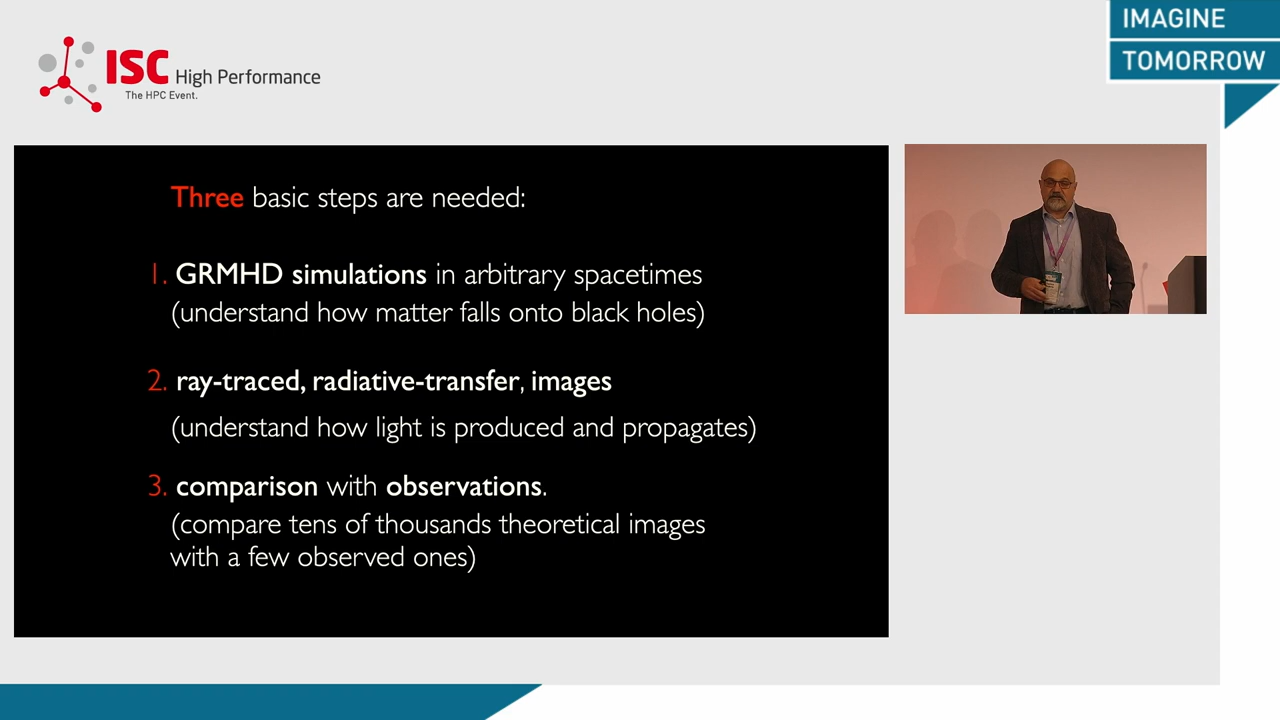 IMAGINE
TOMORROW
ISC High Performance
The HPC Event.
Three basic steps are needed:
1. GRMHD simulations in arbitrary spacetimes
(understand how matter falls onto black holes)
2. ray-traced, radiative-transfer, images
(understand how light is produced and propagates)
3. comparison with observations.
(compare tens of thousands theoretical images
with a few observed ones)